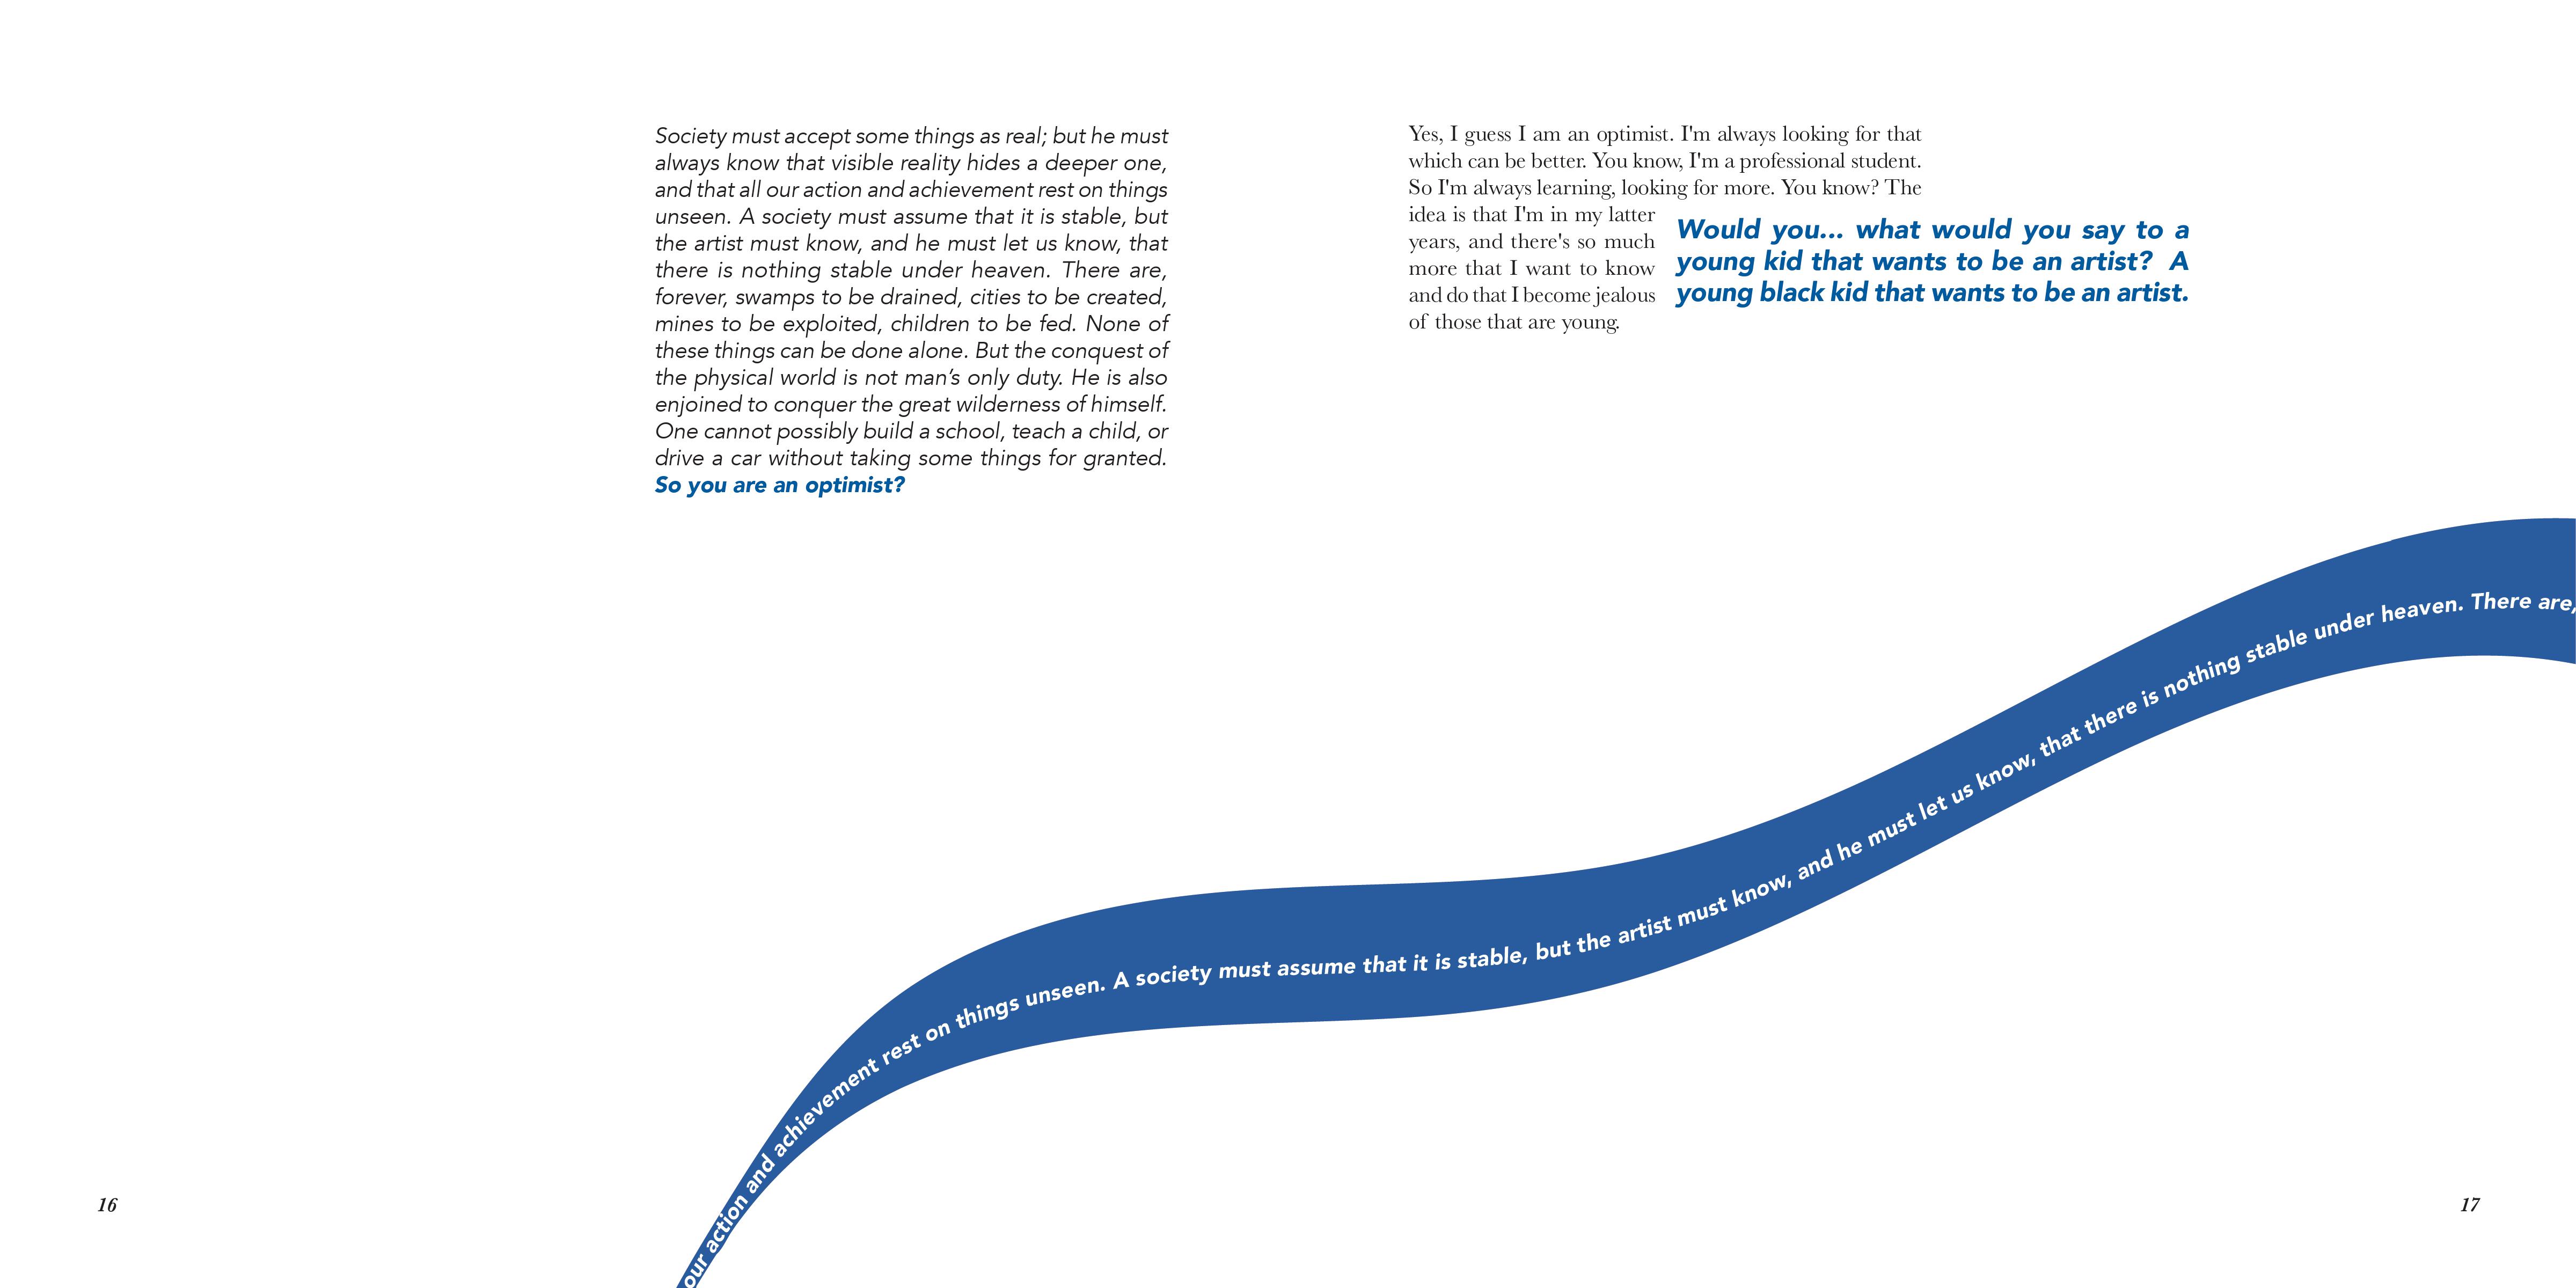 Society must accept some things as real; but he must
always know that visible reality hides a deeper one,
and that all our action and achievement rest on things
unseen. A society must assume that it is stable, but
the artist must know, and he must let us know, that
there is nothing stable under heaven. There are,
forever, swamps to be drained, cities to be created,
mines to be exploited, children to be fed. None of
these things can be done alone. But the conquest of
the physical world is not man’s only duty. He is also
enjoined to conquer the great wilderness of himself.
One cannot possibly build a school, teach a child, or
drive a car without taking some things for granted.
So you are an optimist?
Yes, I guess I am an optimist. I'm always looking for that
which can be better. You know, I'm a professional student.
So I'm always learning, looking for more. You know? The
idea is that I'm in my latter
years, and there's so much
more that I want to know
and do that I become jealous
of those that are young.
Would you... what would you say to a
young kid that wants to be an artist? A
young black kid that wants to be an artist.
our action and achievement rest on things unseen. A society must assume that it is stable, but the artist must know, and he must let us know, that there is nothing stable under heaven. There are,
16
17